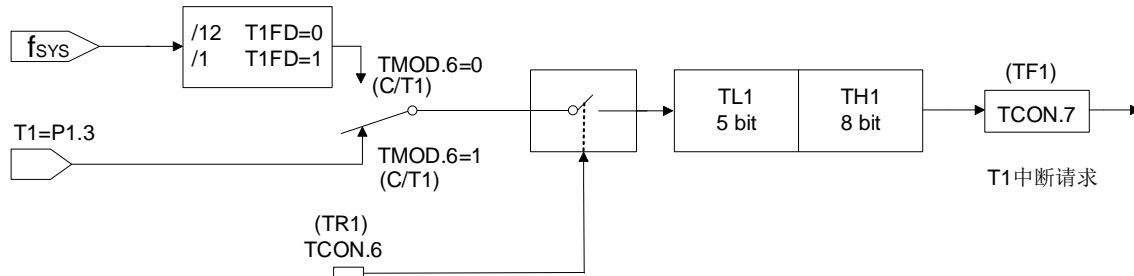 fSYS
/12 T1FD=0
/1 T1FD=1
TMOD.6=0
(C/T1)
T1=P1.3
TMOD.6=1
(C/T1)
(TR1)
TCON.6
TL1
5 bit
TH1
8 bit
(TF1)
TCON.7
T1中断请求